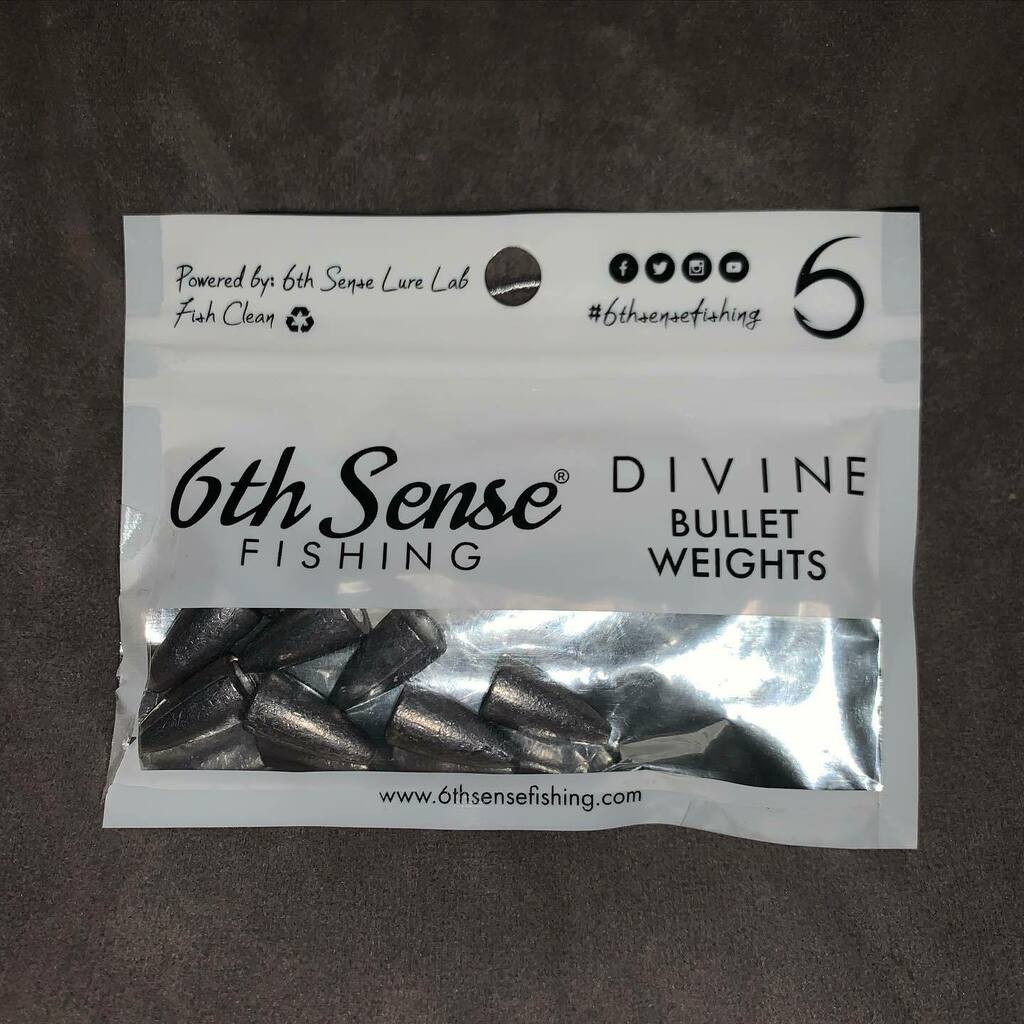 Powered by: 6th Sense Lure Lab
Fish Clean
#6thsensefishing
6
6th Sense®
FISHING
DIVINE
BULLET
WEIGHTS
www.6thsensefishing.com